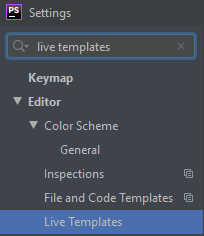 PS Settings
live templates
Keymap
Editor
Color Scheme
General
Inspections
File and Code Templates
Live Templates